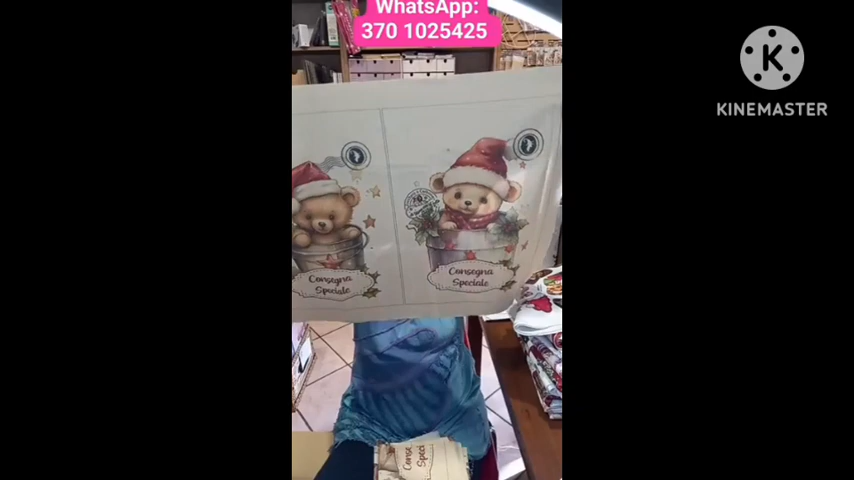 WhatsApp:
370 1025425
K
KINEMASTER
Consegna
Speciale
Consegna
Speciale